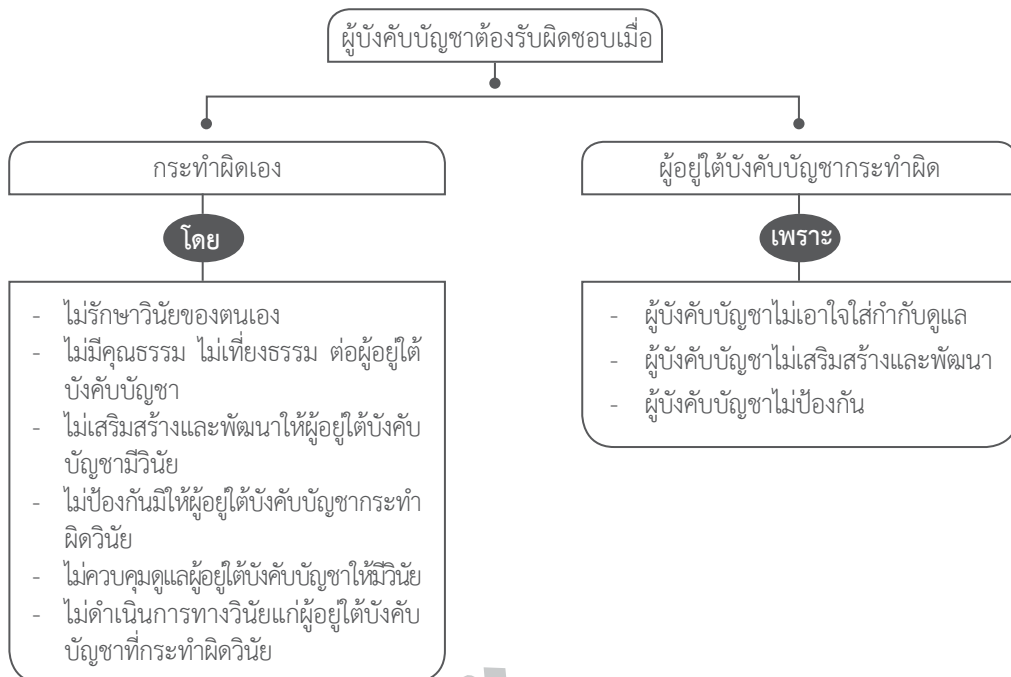 ผู้บังคับบัญชาต้องรับผิดชอบเมื่อ
กระทำผิดเอง
โดย
- ไม่รักษาวินัยของตนเอง
- ไม่มีคุณธรรม ไม่เที่ยงธรรม ต่อผู้อยู่ใต้
บังคับบัญชา
- ไม่เสริมสร้างและพัฒนาให้ผู้อยู่ใต้บังคับ
บัญชามีวินัย
- ไม่ป้องกันมิให้ผู้อยู่ใต้บังคับบัญชากระทำ
ผิดวินัย
- ไม่ควบคุมดูแลผู้อยู่ใต้บังคับบัญชาให้มีวินัย
- ไม่ดำเนินการทางวินัยแก่ผู้อยู่ใต้บังคับ
บัญชาที่กระทำผิดวินัย
ผู้อยู่ใต้บังคับบัญชากระทำผิด
เพราะ
- ผู้บังคับบัญชาไม่เอาใจใส่กำกับดูแล
- ผู้บังคับบัญชาไม่เสริมสร้างและพัฒนา
- ผู้บังคับบัญชาไม่ป้องกัน